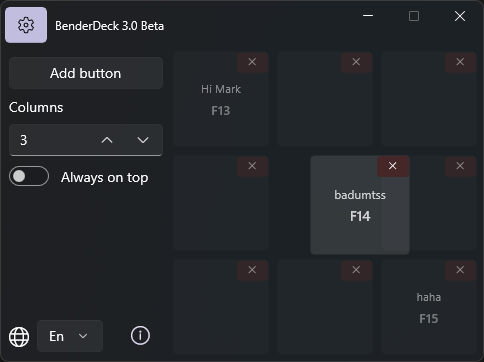 BenderDeck 3.0 Beta
Add button
Columns
3
Always on top
En
Hi Mark
F13
badumtss
F14
haha
F15